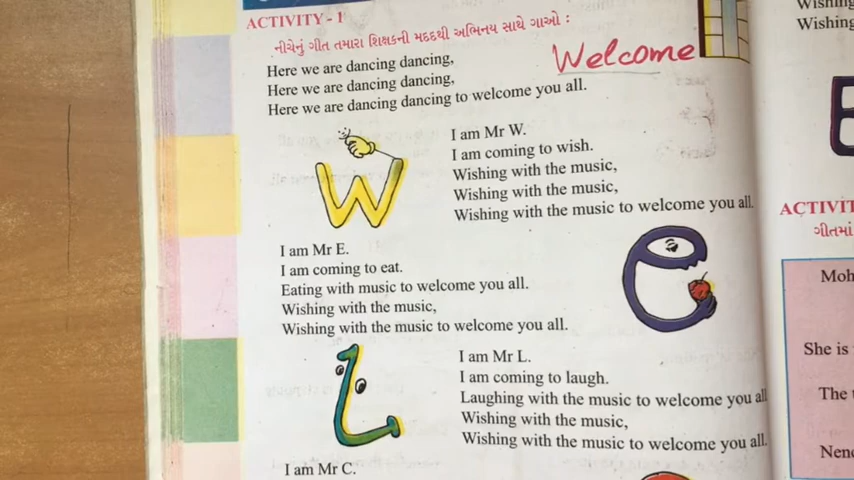 ACTIVITY - 1
નીચેનું ગીત તમારા શિક્ષકની મદદથી અભિનય સાથે ગાઓ :
Welcome
Here we are dancing dancing,
Here we are dancing dancing,
Here we are dancing dancing to welcome you all.
I am Mr W.
I am coming to wish.
Wishing with the music,
Wishing with the music,
Wishing with the music to welcome you all.
w
I am Mr E.
I am coming to eat.
Eating with music to welcome you all.
Wishing with the music,
Wishing with the music to welcome you all.
e
I am Mr L.
I am coming to laugh.
Laughing with the music to welcome you all
Wishing with the music,
Wishing with the music to welcome you all.
l
I am Mr C.
Wishing
Wishing
ACTIVIT
ગીતમાં
Moh
She is
The
Nen